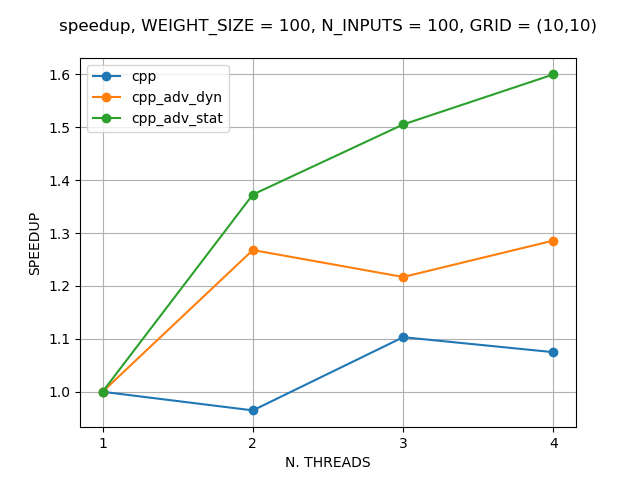 speedup, WEIGHT_SIZE = 100, N_INPUTS = 100, GRID = (10,10)
cpp
cpp_adv_dyn
cpp_adv_stat
1.6
1.5
1.4
1.3
1.2
1.1
1.0
SPEEDUP
1 2 3 4
N. THREADS